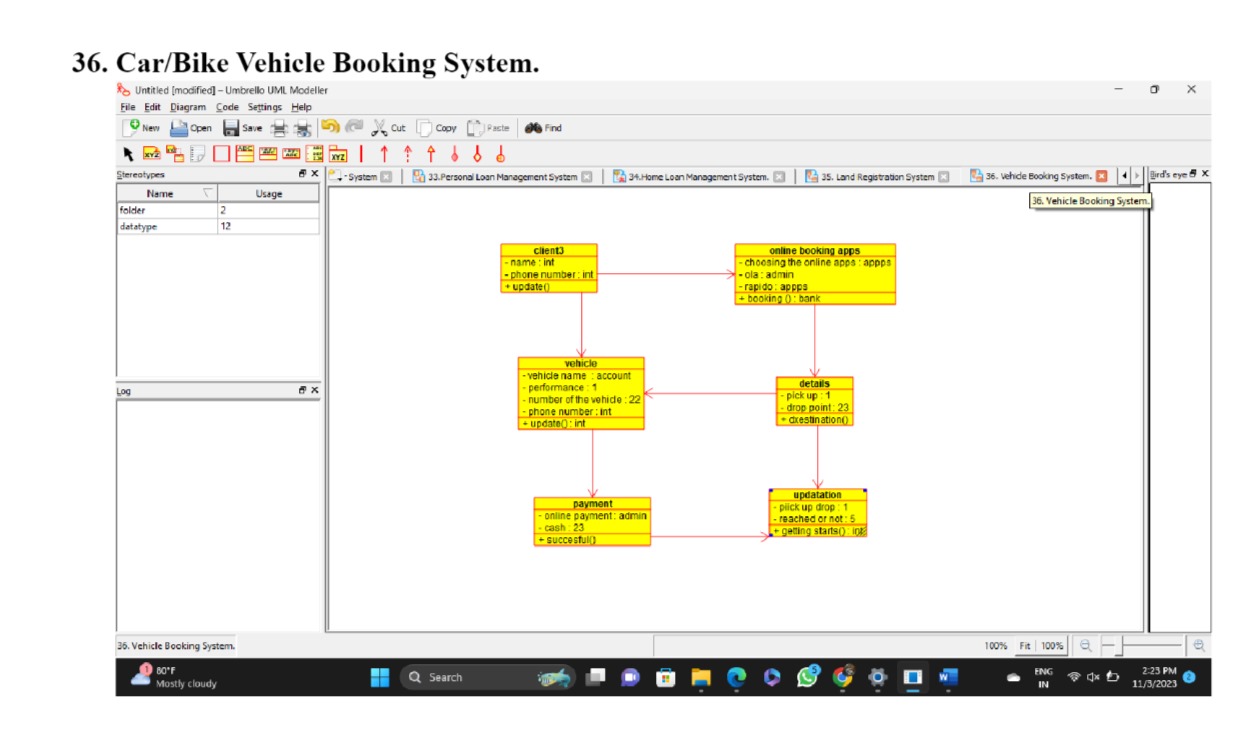 36. Car/Bike Vehicle Booking System.
Untitled [modified] – Umbrello UML Modeller
File Edit Diagram Code Settings Help
New Open Save Cut Copy Paste Find
Stereotypes
- System 33.Personal Loan Management System 34.Home Loan Management System. 35. Land Registration System 36. Vehicle Booking System. Bird's eye
Name Usage
36. Vehicle Booking System.
folder 2
datatype 12
client3
- name : int
- phone number : int
+ update()
online booking apps
- choosing the online apps : appps
- ola : admin
- rapido : appps
+ booking () : bank
vehicle
- vehicle name : account
- performance : 1
- number of the vehicle : 22
- phone number : int
+ update() : int
details
- pick up : 1
- drop point : 23
+ dxestination()
Log
payment
- online payment : admin
- cash : 23
+ succesful()
updatation
- piick up drop : 1
- reached or not : 5
+ getting starts() : int
36. Vehicle Booking System.
100% Fit 100%
1
80°F
Mostly cloudy
Search
ENG
IN
2:23 PM
11/3/2023
2